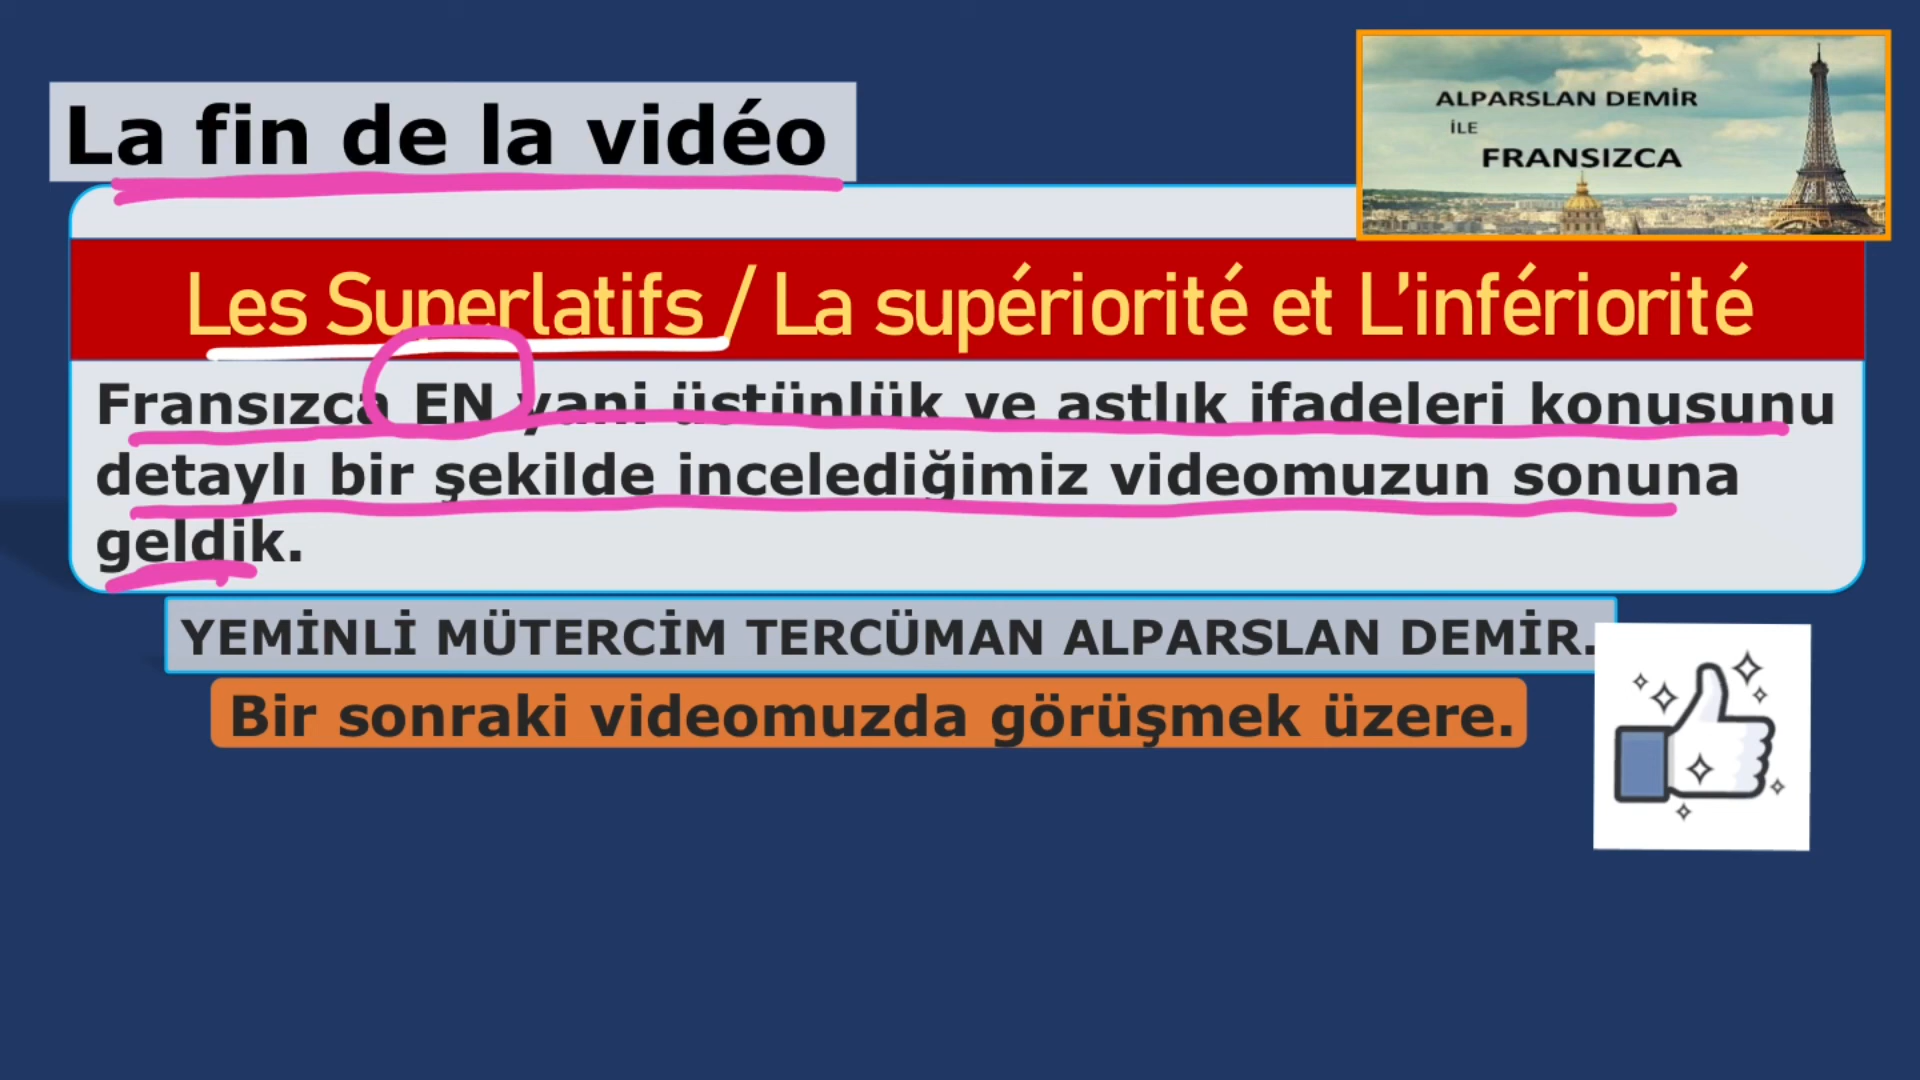 La fin de la vidéo
ALPARSLAN DEMİR
İLE
FRANSIZCA
Les Superlatifs / La supériorité et L'infériorité
Fransızca EN yani üstünlük ve astlık ifadeleri konusunu
detaylı bir şekilde incelediğimiz videomuzun sonuna
geldik.
YEMİNLİ MÜTERCİM TERCÜMAN ALPARSLAN DEMİR.
Bir sonraki videomuzda görüşmek üzere.